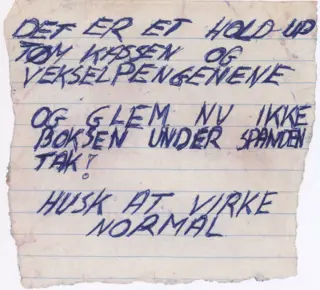 DET ER ET HOLD-UP
TØM KASSEN OG
VEKSELPENGENENE
OG GLEM NU IKKE
BOKSEN UNDER SPANDEN
TAK!
HUSK AT VIRKE
NORMAL